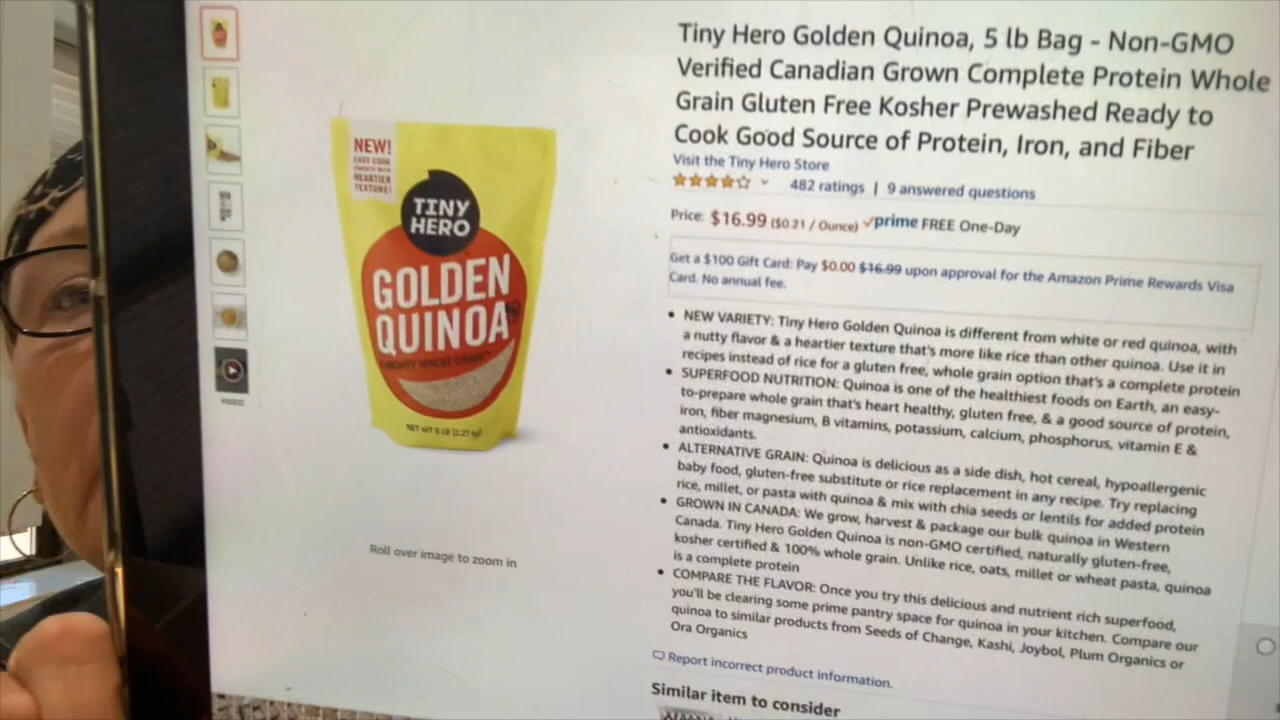 Tiny Hero Golden Quinoa, 5 lb Bag - Non-GMO
Verified Canadian Grown Complete Protein Whole
Grain Gluten Free Kosher Prewashed Ready to
Cook Good Source of Protein, Iron, and Fiber
Visit the Tiny Hero Store
482 ratings | 9 answered questions
Price: $16.99 ($0.21 / Ounce) prime FREE One-Day
Get a $100 Gift Card: Pay $0.00 $16.99 upon approval for the Amazon Prime Rewards Visa
Card. No annual fee.
• NEW VARIETY: Tiny Hero Golden Quinoa is different from white or red quinoa, with
a nutty flavor & a heartier texture that's more like rice than other quinoa. Use it in
recipes instead of rice for a gluten free, whole grain option that's a complete protein
• SUPERFOOD NUTRITION: Quinoa is one of the healthiest foods on Earth, an easy-
to-prepare whole grain that's heart healthy, gluten free, & a good source of protein,
iron, fiber magnesium, B vitamins, potassium, calcium, phosphorus, vitamin E &
antioxidants.
• ALTERNATIVE GRAIN: Quinoa is delicious as a side dish, hot cereal, hypoallergenic
baby food, gluten-free substitute or rice replacement in any recipe. Try replacing
rice, millet, or pasta with quinoa & mix with chia seeds or lentils for added protein
• GROWN IN CANADA: We grow, harvest & package our bulk quinoa in Western
Canada. Tiny Hero Golden Quinoa is non-GMO certified, naturally gluten-free,
kosher certified & 100% whole grain. Unlike rice, oats, millet or wheat pasta, quinoa
is a complete protein
• COMPARE THE FLAVOR: Once you try this delicious and nutrient rich superfood,
you'll be clearing some prime pantry space for quinoa in your kitchen. Compare our
quinoa to similar products from Seeds of Change, Kashi, Joybol, Plum Organics or
Ora Organics
Report incorrect product information.
Similar item to consider
NEW!
EASY COOK
HEARTIER
TEXTURE!
TINY
HERO
GOLDEN
QUINOA
MIGHTY WHOLE GRAIN
NET WT 5 LB (2.27 kg)
VIDEO
Roll over image to zoom in